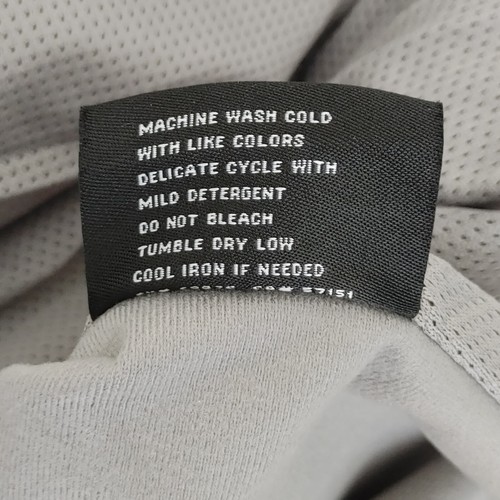 MACHINE WASH COLD
WITH LIKE COLORS
DELICATE CYCLE WITH
MILD DETERGENT
DO NOT BLEACH
TUMBLE DRY LOW
COOL IRON IF NEEDED
57151